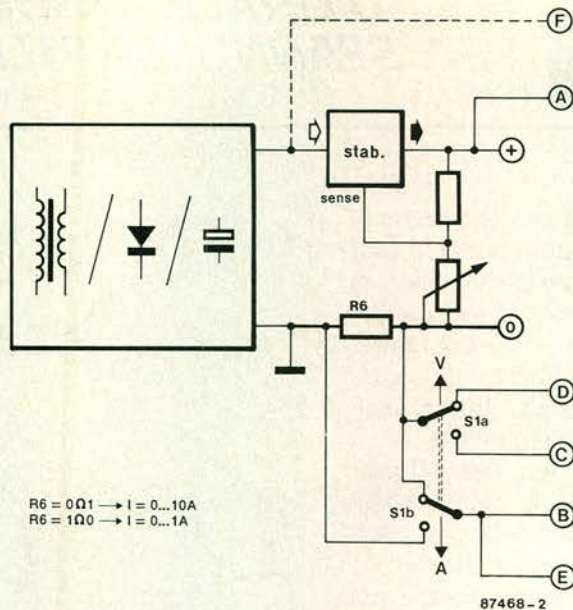 F
A
stab.
+
sense
R6
0
V
D
S1a
C
R6 = 0Ω1 → I = 0...10A
R6 = 1Ω0 → I = 0...1A
S1b
B
A
E
87468-2